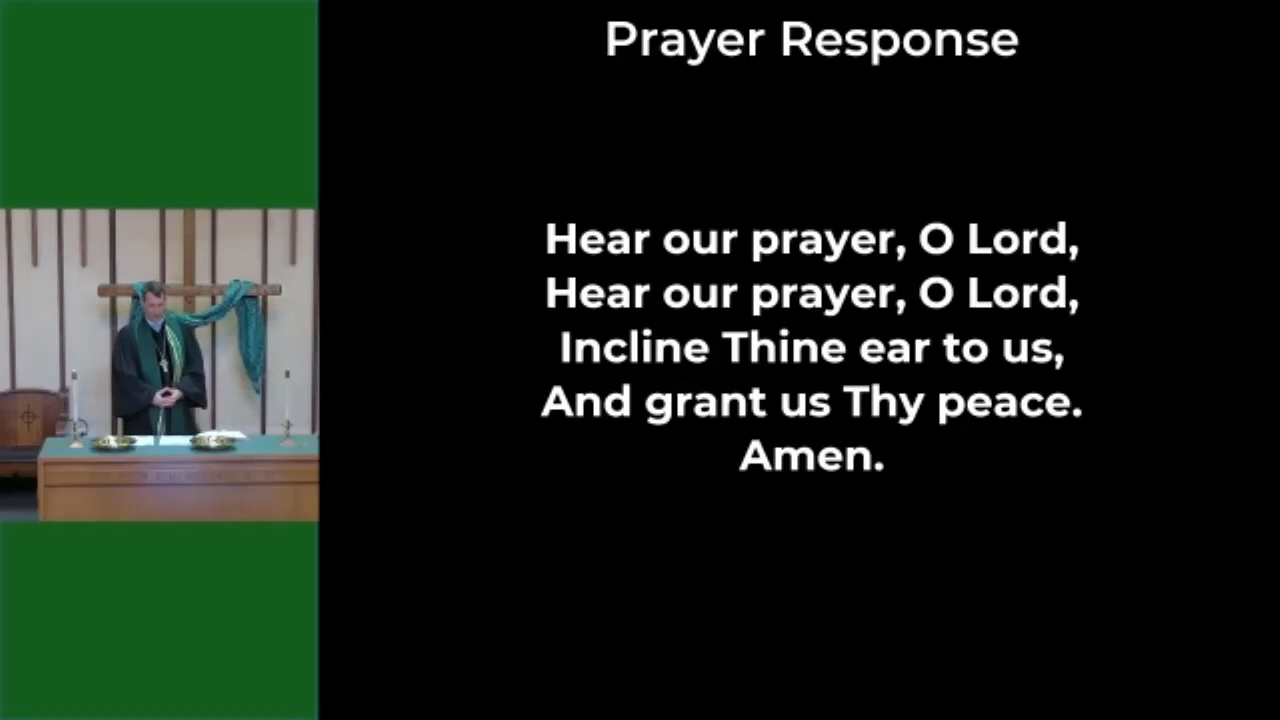 Prayer Response
Hear our prayer, O Lord,
Hear our prayer, O Lord,
Incline Thine ear to us,
And grant us Thy peace.
Amen.